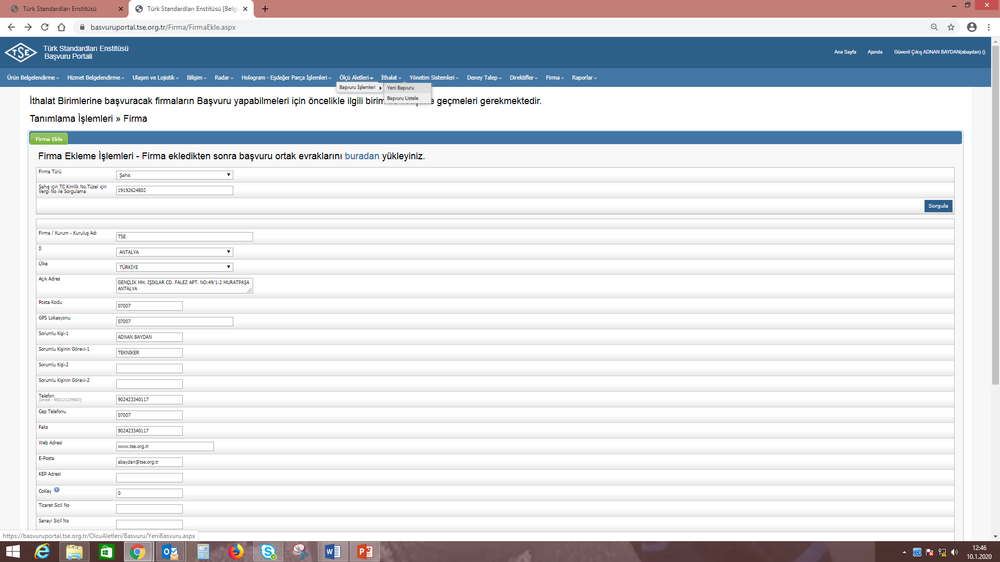 Türk Standardları Enstitüsü
Türk Standardları Enstitüsü [Belge
basvuruportal.tse.org.tr/Firma/FirmaEkle.aspx
TSE
Türk Standardları Enstitüsü
Başvuru Portali
Ana Sayfa
Ajanda
Güvenli Çıkış ADNAN BAYDAN(abaydan) ()
Ürün Belgelendirme
Hizmet Belgelendirme
Ulaşım ve Lojistik
Bilişim
Radar
Hologram - Eşdeğer Parça İşlemleri
Ölçü Aletleri
İthalat
Yönetim Sistemleri
Deney Talep
Direktifler
Firma
Raporlar
Başvuru İşlemleri
Yeni Başvuru
Başvuru Listele
İthalat Birimlerine başvuracak firmaların Başvuru yapabilmeleri için öncelikle ilgili birim geçmeleri gerekmektedir.
Tanımlama İşlemleri » Firma
Firma Ekle
Firma Ekleme İşlemleri - Firma ekledikten sonra başvuru ortak evraklarını buradan yükleyiniz.
Firma Türü
Şahıs
Şahış için TC Kimlik No,Tüzel için
Vergi No ile Sorgulama
19192624802
Sorgula
Firma / Kurum - Kuruluş Adı
TSE
İl
ANTALYA
Ülke
TÜRKİYE
Açık Adres
GENÇLİK MH. IŞIKLAR CD. FALEZ APT. NO:49/1-2 MURATPAŞA
ANTALYA
Posta Kodu
07007
GPS Lokasyonu
07007
Sorumlu Kişi-1
ADNAN BAYDAN
Sorumlu Kişinin Görevi-1
TEKNİKER
Sorumlu Kişi-2
Sorumlu Kişinin Görevi-2
Telefon
(örnek : 903121234567)
902423340117
Cep Telefonu
07007
Faks
902423340117
Web Adresi
www.tse.org.tr
E-Posta
abaydan@tse.org.tr
KEP Adresi
CoKey
0
Ticaret Sicil No
Sanayi Sicil No
https://basvuruportal.tse.org.tr/OlcuAletleri/Basvuru/YeniBasvuru.aspx
12:46
10.1.2020